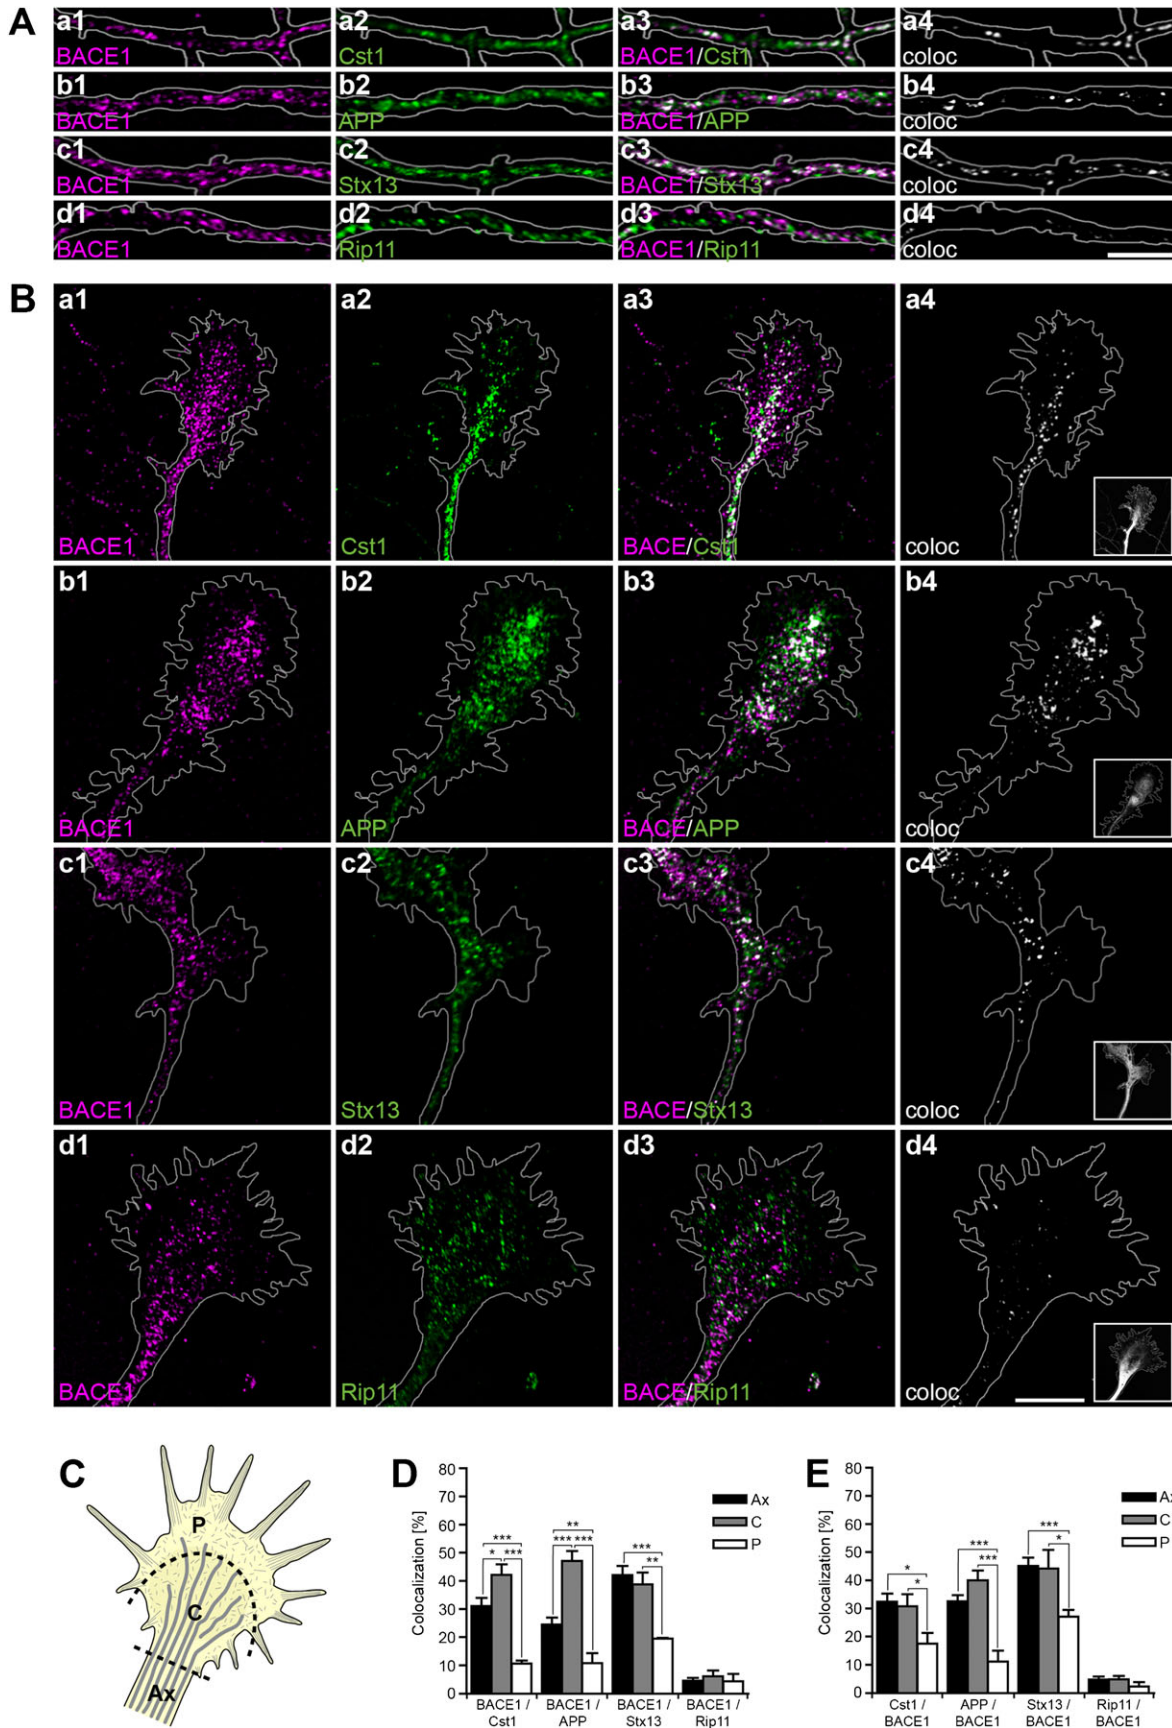 A
a1 a2 a3 a4
BACE1 Cst1 BACE1/Cst1 coloc
b1 b2 b3 b4
BACE1 APP BACE1/APP coloc
c1 c2 c3 c4
BACE1 Stx13 BACE1/Stx13 coloc
d1 d2 d3 d4
BACE1 Rip11 BACE1/Rip11 coloc
B
a1 a2 a3 a4
BACE1 Cst1 BACE/Cst1 coloc
b1 b2 b3 b4
BACE1 APP BACE/APP coloc
c1 c2 c3 c4
BACE1 Stx13 BACE/Stx13 coloc
d1 d2 d3 d4
BACE1 Rip11 BACE/Rip11 coloc
C
P
C
Ax
D
Colocalization [%]
80
70
60
50
40
30
20
10
0
Ax
C
P
*** ** ***
* *** *** *** **
BACE1 / BACE1 / BACE1 / BACE1 /
Cst1 APP Stx13 Rip11
E
Colocalization [%]
80
70
60
50
40
30
20
10
0
Ax
C
P
* *** ***
* *** *
Cst1 / APP / Stx13 / Rip11 /
BACE1 BACE1 BACE1 BACE1